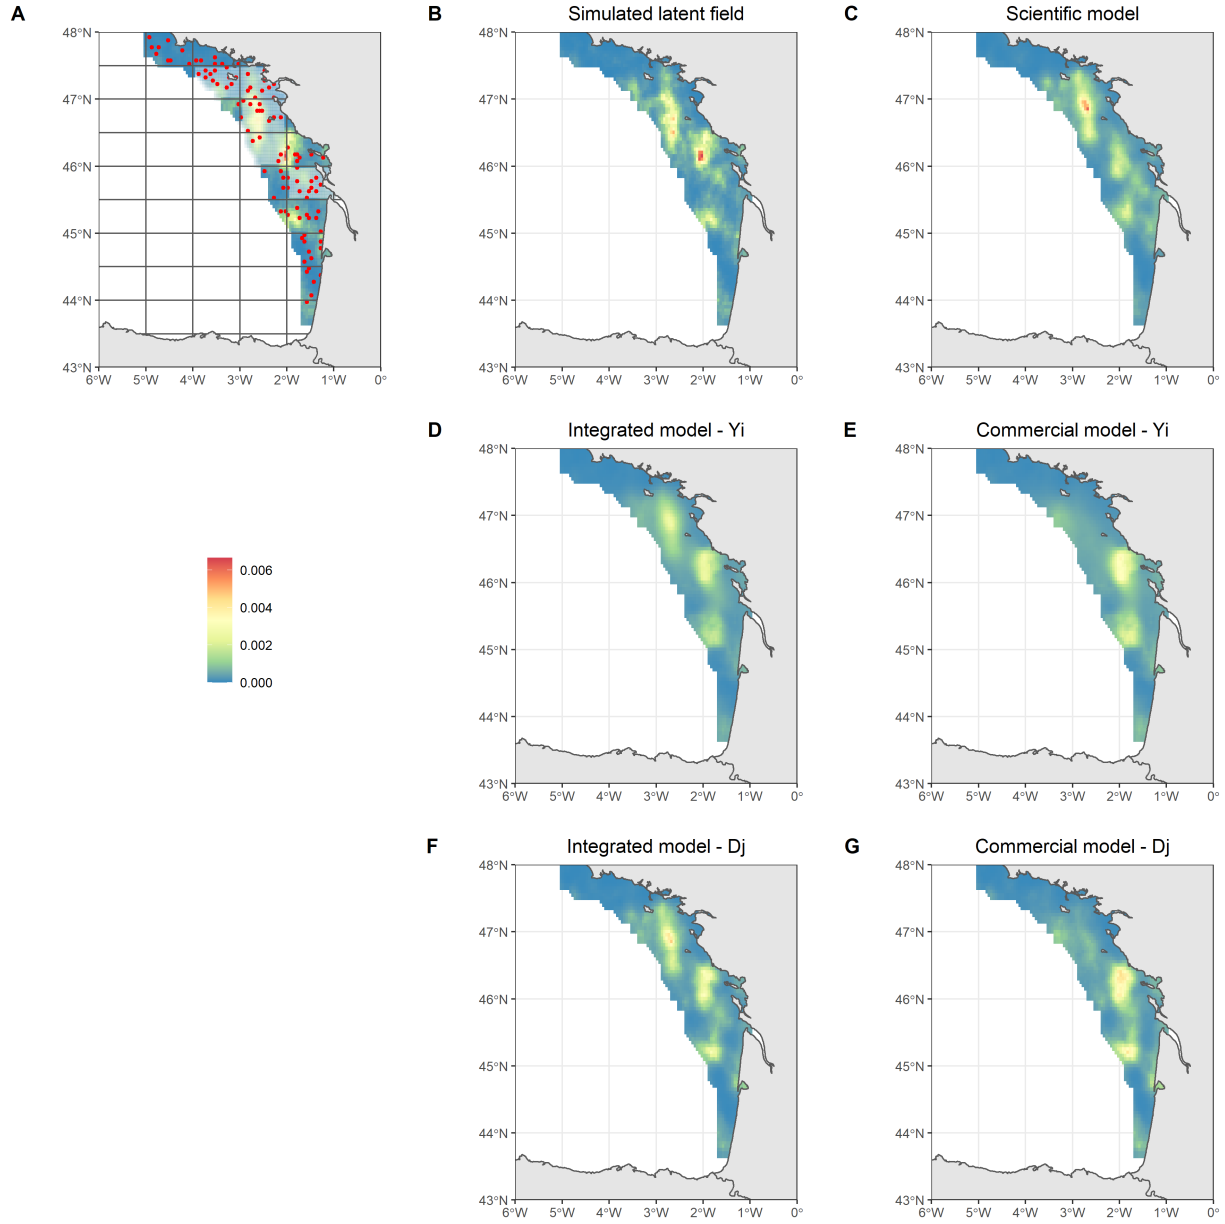 A
B
Simulated latent field
C
Scientific model
48°N
47°N
46°N
45°N
44°N
43°N
6°W 5°W 4°W 3°W 2°W 1°W 0°
48°N
47°N
46°N
45°N
44°N
43°N
6°W 5°W 4°W 3°W 2°W 1°W 0°
48°N
47°N
46°N
45°N
44°N
43°N
6°W 5°W 4°W 3°W 2°W 1°W 0°
D
Integrated model - Yi
E
Commercial model - Yi
0.006
0.004
0.002
0.000
48°N
47°N
46°N
45°N
44°N
43°N
6°W 5°W 4°W 3°W 2°W 1°W 0°
48°N
47°N
46°N
45°N
44°N
43°N
6°W 5°W 4°W 3°W 2°W 1°W 0°
F
Integrated model - Dj
G
Commercial model - Dj
48°N
47°N
46°N
45°N
44°N
43°N
6°W 5°W 4°W 3°W 2°W 1°W 0°
48°N
47°N
46°N
45°N
44°N
43°N
6°W 5°W 4°W 3°W 2°W 1°W 0°